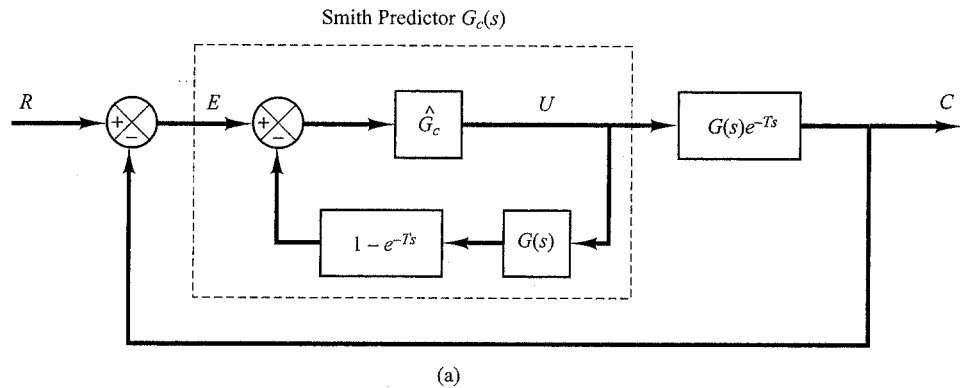 Smith Predictor G_c(s)
R
+
−
E
+
−
Ĝ_c
U
G(s)e^{−Ts}
C
1 − e^{−Ts}
G(s)
(a)